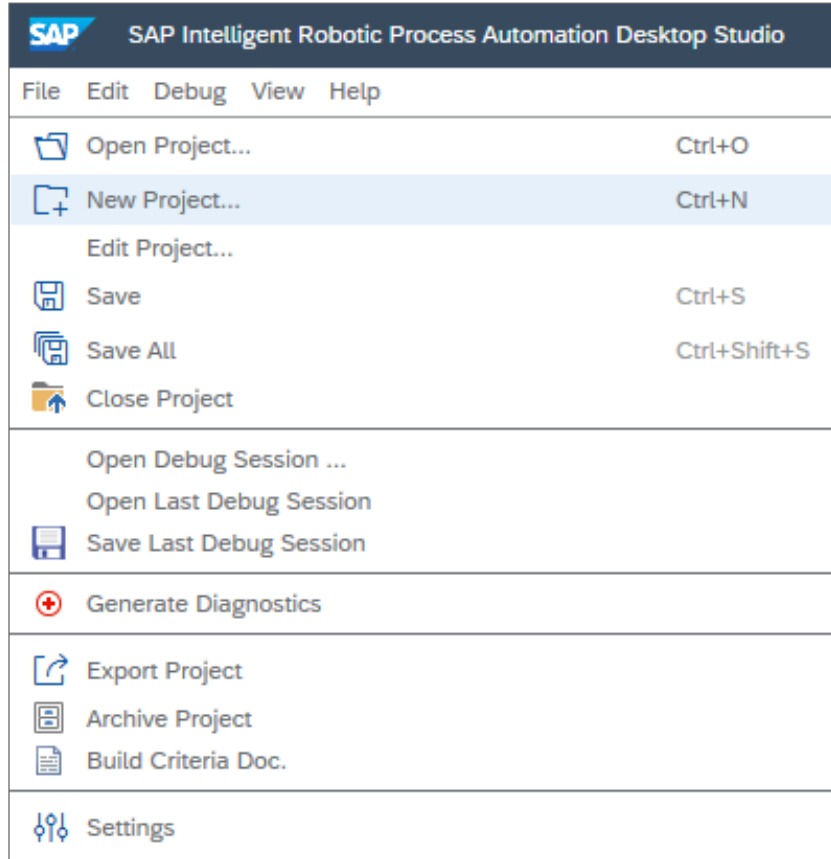 SAP SAP Intelligent Robotic Process Automation Desktop Studio
File Edit Debug View Help
Open Project... Ctrl+O
New Project... Ctrl+N
Edit Project...
Save Ctrl+S
Save All Ctrl+Shift+S
Close Project
Open Debug Session ...
Open Last Debug Session
Save Last Debug Session
Generate Diagnostics
Export Project
Archive Project
Build Criteria Doc.
Settings